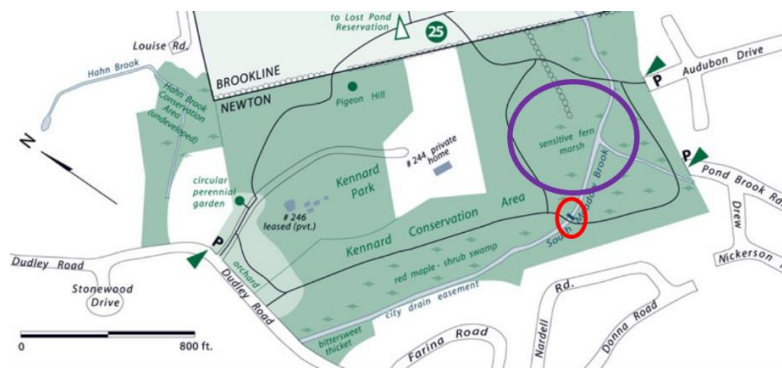 to Lost Pond
Reservation
25
Louise Rd.
BROOKLINE
NEWTON
Hahn Brook
Hahn Brook
Conservation
Area
(undeveloped)
Pigeon Hill
P
Audubon Drive
N
circular
perennial
garden
Kennard
Park
# 244 private
home
sensitive fern
marsh
# 246
leased (pvt.)
Kennard Conservation Area
South Meadow Brook
P
Pond Brook Rd.
Drew
Nickerson
P
orchard
Dudley Road
Stonewood
Drive
Dudley Road
red maple - shrub swamp
city drain easement
bittersweet
thicket
Farina Road
Nardell
Rd.
Donna Road
0 800 ft.